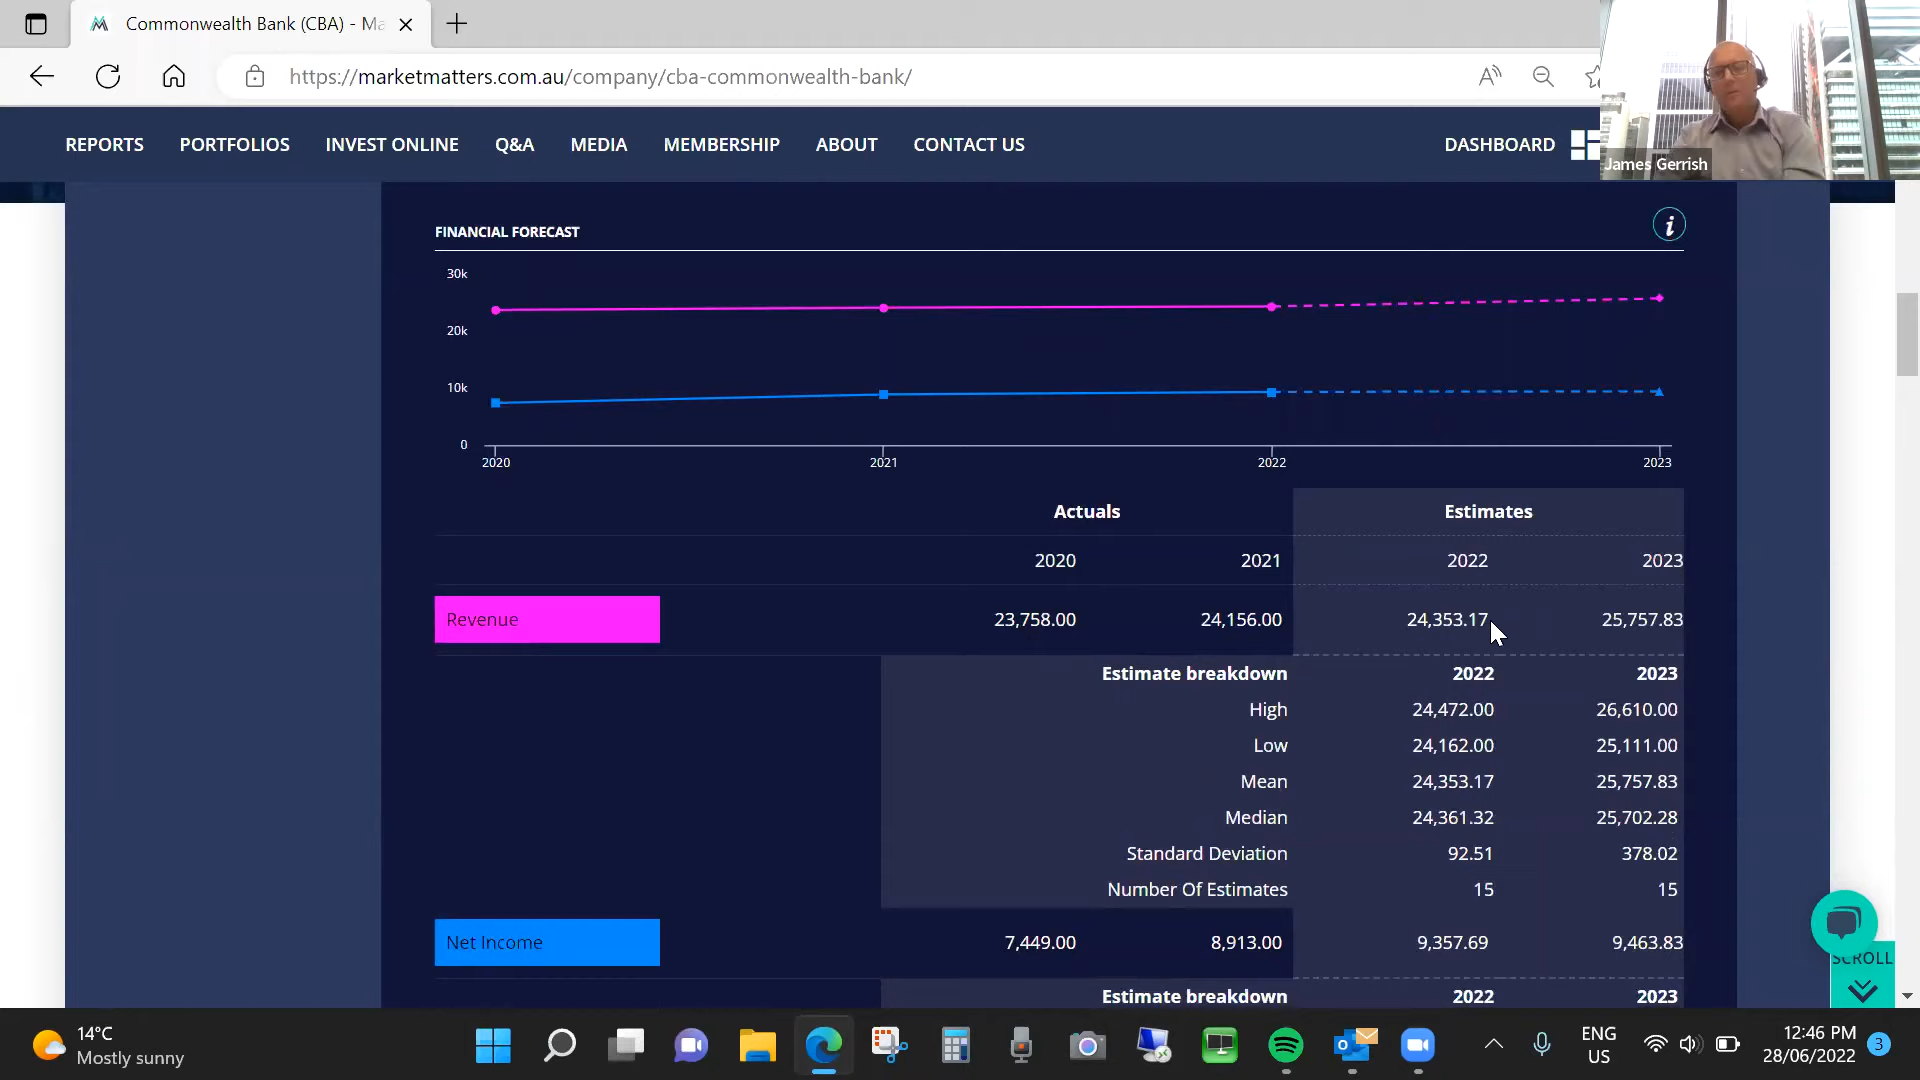 Commonwealth Bank (CBA) - Ma
https://marketmatters.com.au/company/cba-commonwealth-bank/
REPORTS PORTFOLIOS INVEST ONLINE Q&A MEDIA MEMBERSHIP ABOUT CONTACT US DASHBOARD
James Gerrish
FINANCIAL FORECAST
30k
20k
10k
0
2020 2021 2022 2023
Actuals Estimates
2020 2021 2022 2023
Revenue 23,758.00 24,156.00 24,353.17 25,757.83
Estimate breakdown 2022 2023
High 24,472.00 26,610.00
Low 24,162.00 25,111.00
Mean 24,353.17 25,757.83
Median 24,361.32 25,702.28
Standard Deviation 92.51 378.02
Number Of Estimates 15 15
Net Income 7,449.00 8,913.00 9,357.69 9,463.83
SCROLL
Estimate breakdown 2022 2023
14°C
Mostly sunny
ENG
US
12:46 PM
28/06/2022
3